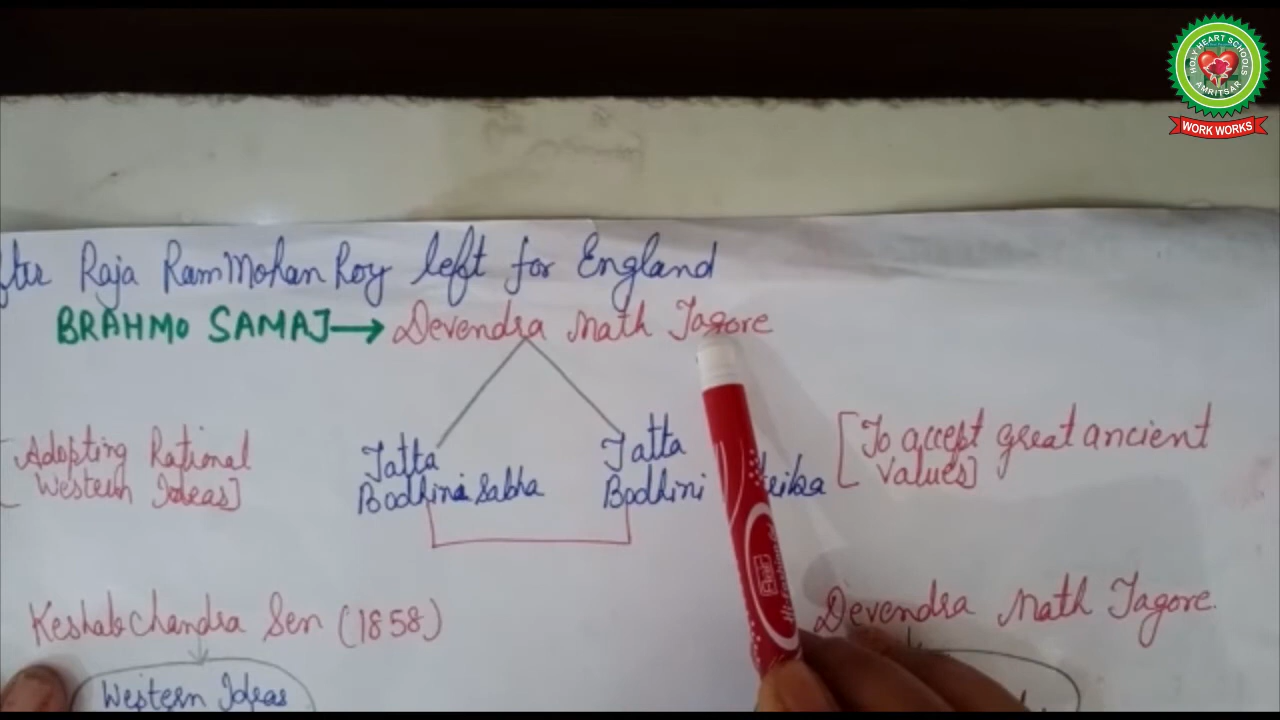 HOLY HEART SCHOOLS
AMRITSAR
WORK WORKS
Raja RamMohan Roy left for England
BRAHMO SAMAJ → Devendra Nath Tagore
[Adopting Rational
Western Ideas]
Tatta
Bodhini Sabha
Tatta
Bodhini
[To accept great ancient
values]
Keshab Chandra Sen (1858)
Devendra Nath Tagore.
Western Ideas